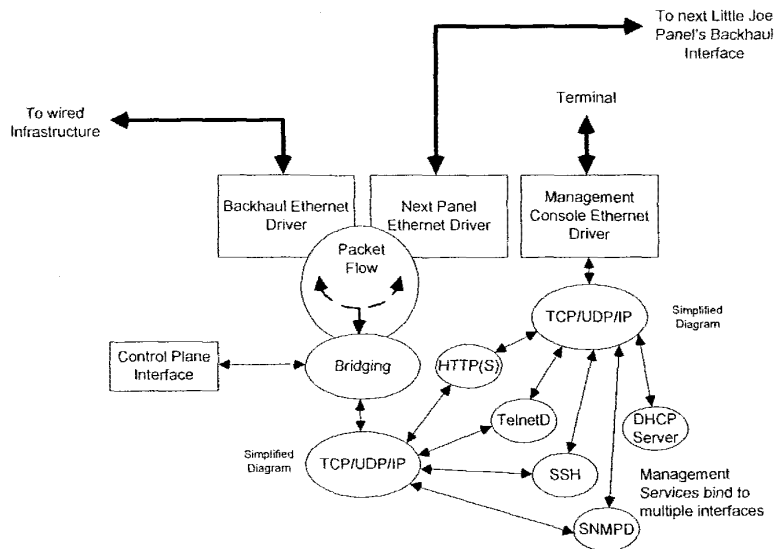 To next Little Joe
Panel's Backhaul
Interface
To wired
Infrastructure
Terminal
Backhaul Ethernet
Driver
Next Panel
Ethernet Driver
Management
Console Ethernet
Driver
Packet
Flow
TCP/UDP/IP
Simplified
Diagram
Control Plane
Interface
Bridging
HTTP(S)
TelnetD
DHCP
Server
Simplified
Diagram
TCP/UDP/IP
SSH
Management
Services bind to
multiple interfaces
SNMPD